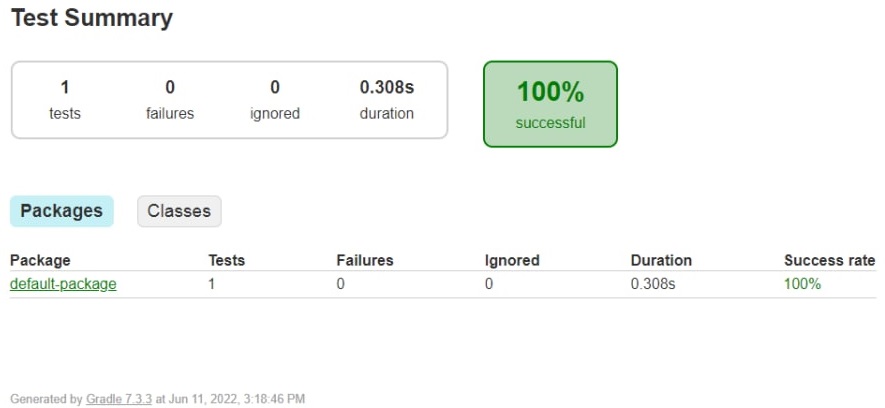 Test Summary
1 0 0 0.308s
tests failures ignored duration
100%
successful
Packages Classes
Package Tests Failures Ignored Duration Success rate
default-package 1 0 0 0.308s 100%
Generated by Gradle 7.3.3 at Jun 11, 2022, 3:18:46 PM